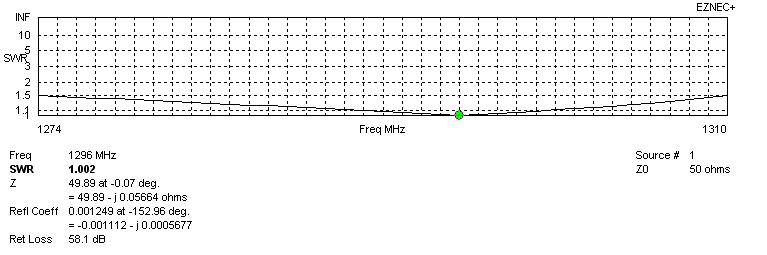 EZNEC+
INF
10
5
SWR
3
2
1.5
1.1
1274 Freq MHz 1310
Freq 1296 MHz Source # 1
SWR 1.002 Z0 50 ohms
Z 49.89 at -0.07 deg.
= 49.89 - j 0.05664 ohms
Refl Coeff 0.001249 at -152.96 deg.
= -0.001112 - j 0.0005677
Ret Loss 58.1 dB